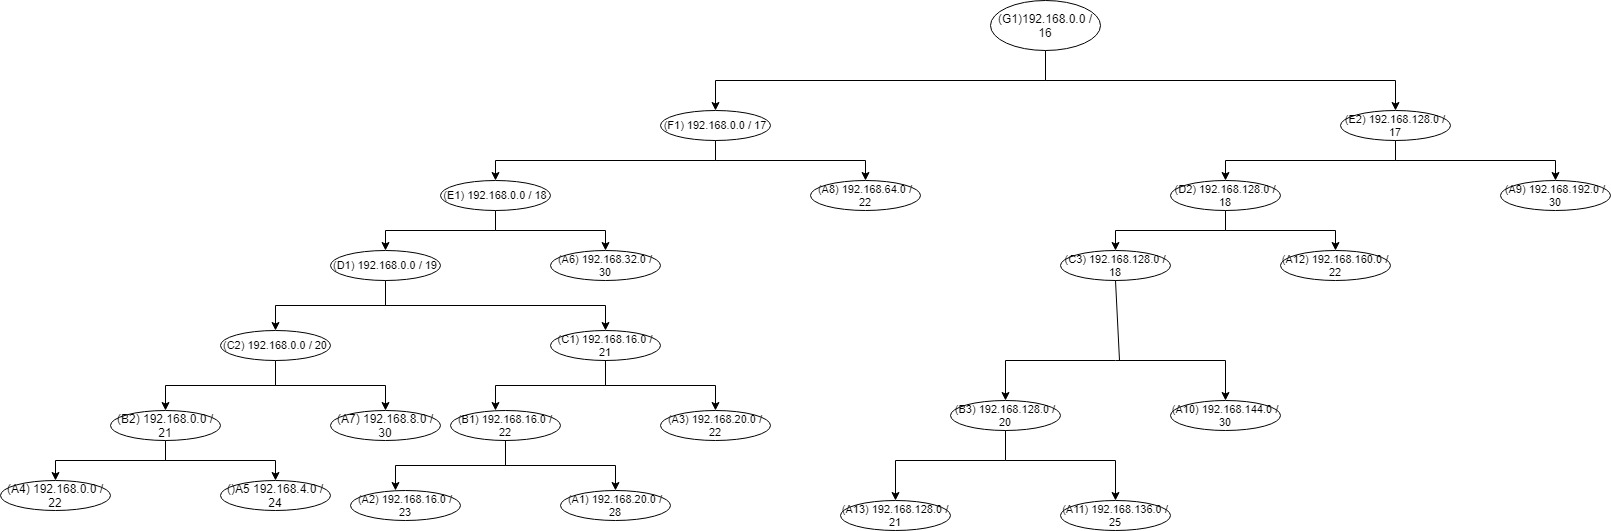 (G1)192.168.0.0 /
16
(F1) 192.168.0.0 / 17
(E2) 192.168.128.0 /
17
(E1) 192.168.0.0 / 18
(A8) 192.168.64.0 /
22
(D2) 192.168.128.0 /
18
(A9) 192.168.192.0 /
30
(D1) 192.168.0.0 / 19
(A6) 192.168.32.0 /
30
(C3) 192.168.128.0 /
18
(A12) 192.168.160.0 /
22
(C2) 192.168.0.0 / 20
(C1) 192.168.16.0 /
21
(B2) 192.168.0.0 /
21
(A7) 192.168.8.0 /
30
(B1) 192.168.16.0 /
22
(A3) 192.168.20.0 /
22
(B3) 192.168.128.0 /
20
(A10) 192.168.144.0 /
30
(A4) 192.168.0.0 /
22
()A5 192.168.4.0 /
24
(A2) 192.168.16.0 /
23
(A1) 192.168.20.0 /
28
(A13) 192.168.128.0 /
21
(A11) 192.168.136.0 /
25